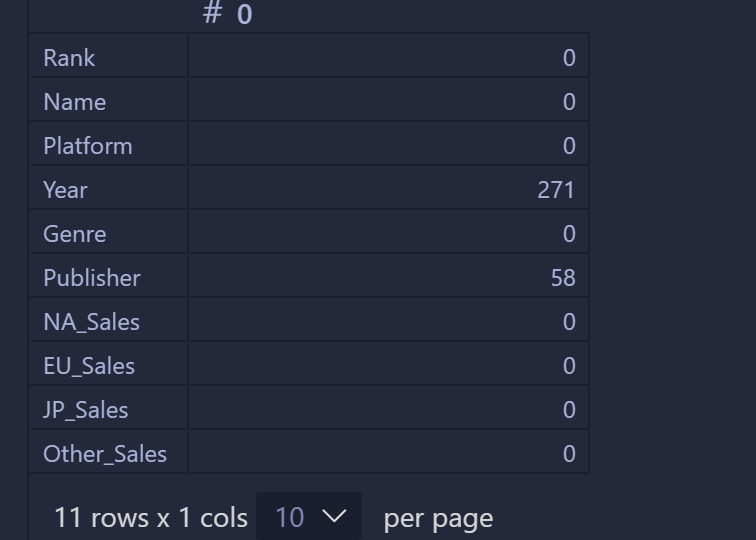 # 0
Rank 0
Name 0
Platform 0
Year 271
Genre 0
Publisher 58
NA_Sales 0
EU_Sales 0
JP_Sales 0
Other_Sales 0
11 rows x 1 cols 10 per page